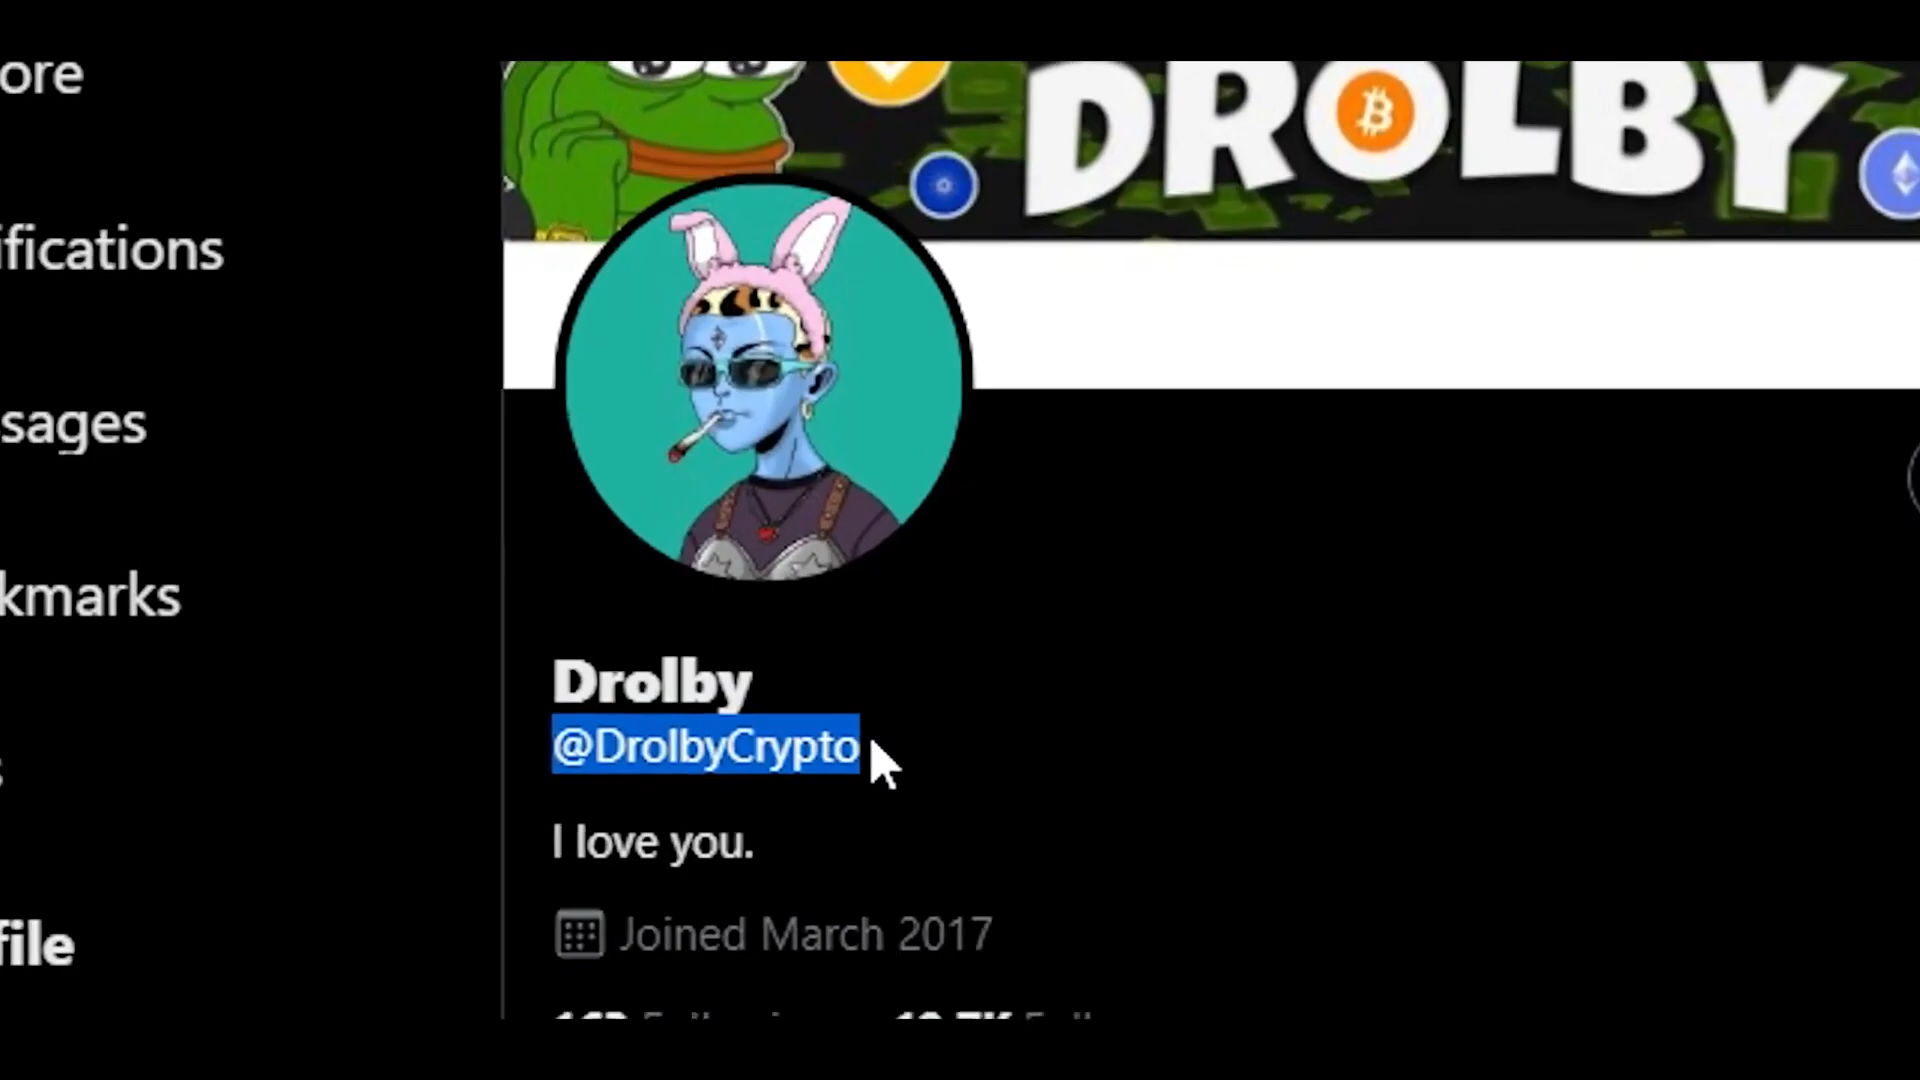 ore
ifications
sages
kmarks
s
file
DROLBY
Drolby
@DrolbyCrypto
I love you.
Joined March 2017